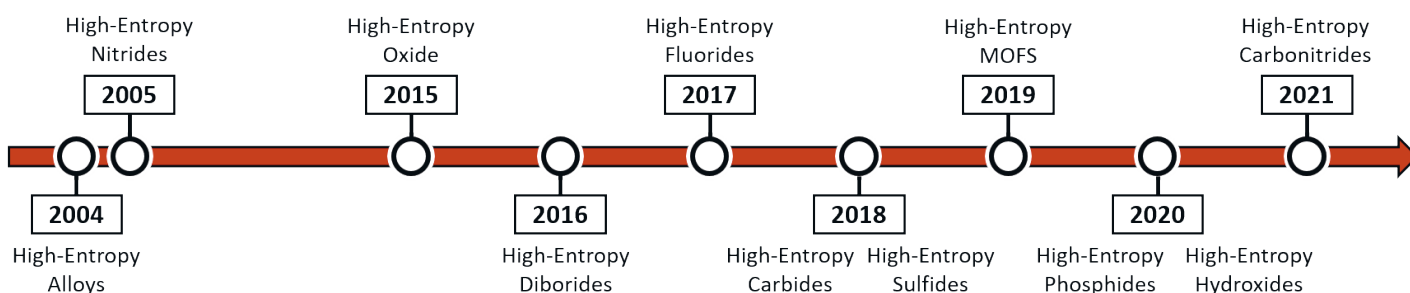 High-Entropy
Nitrides
2005
High-Entropy
Oxide
2015
High-Entropy
Fluorides
2017
High-Entropy
MOFS
2019
High-Entropy
Carbonitrides
2021
2004
High-Entropy
Alloys
2016
High-Entropy
Diborides
2018
High-Entropy
Carbides
High-Entropy
Sulfides
2020
High-Entropy
Phosphides
High-Entropy
Hydroxides